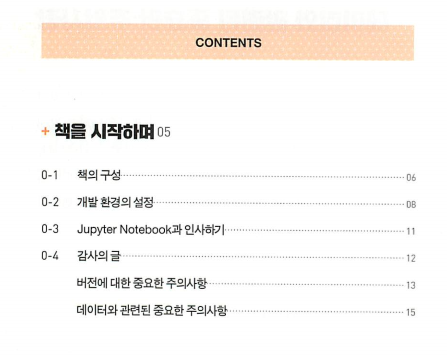 CONTENTS
+ 책을 시작하며 05
0-1 책의 구성 06
0-2 개발 환경의 설정 08
0-3 Jupyter Notebook과 인사하기 11
0-4 감사의 글 12
버전에 대한 중요한 주의사항 13
데이터와 관련된 중요한 주의사항 15